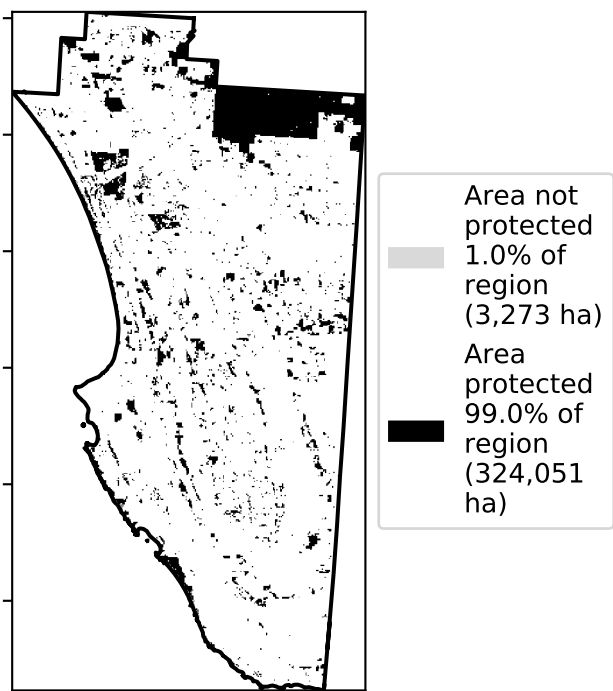 Area not
protected
1.0% of
region
(3,273 ha)
Area
protected
99.0% of
region
(324,051
ha)